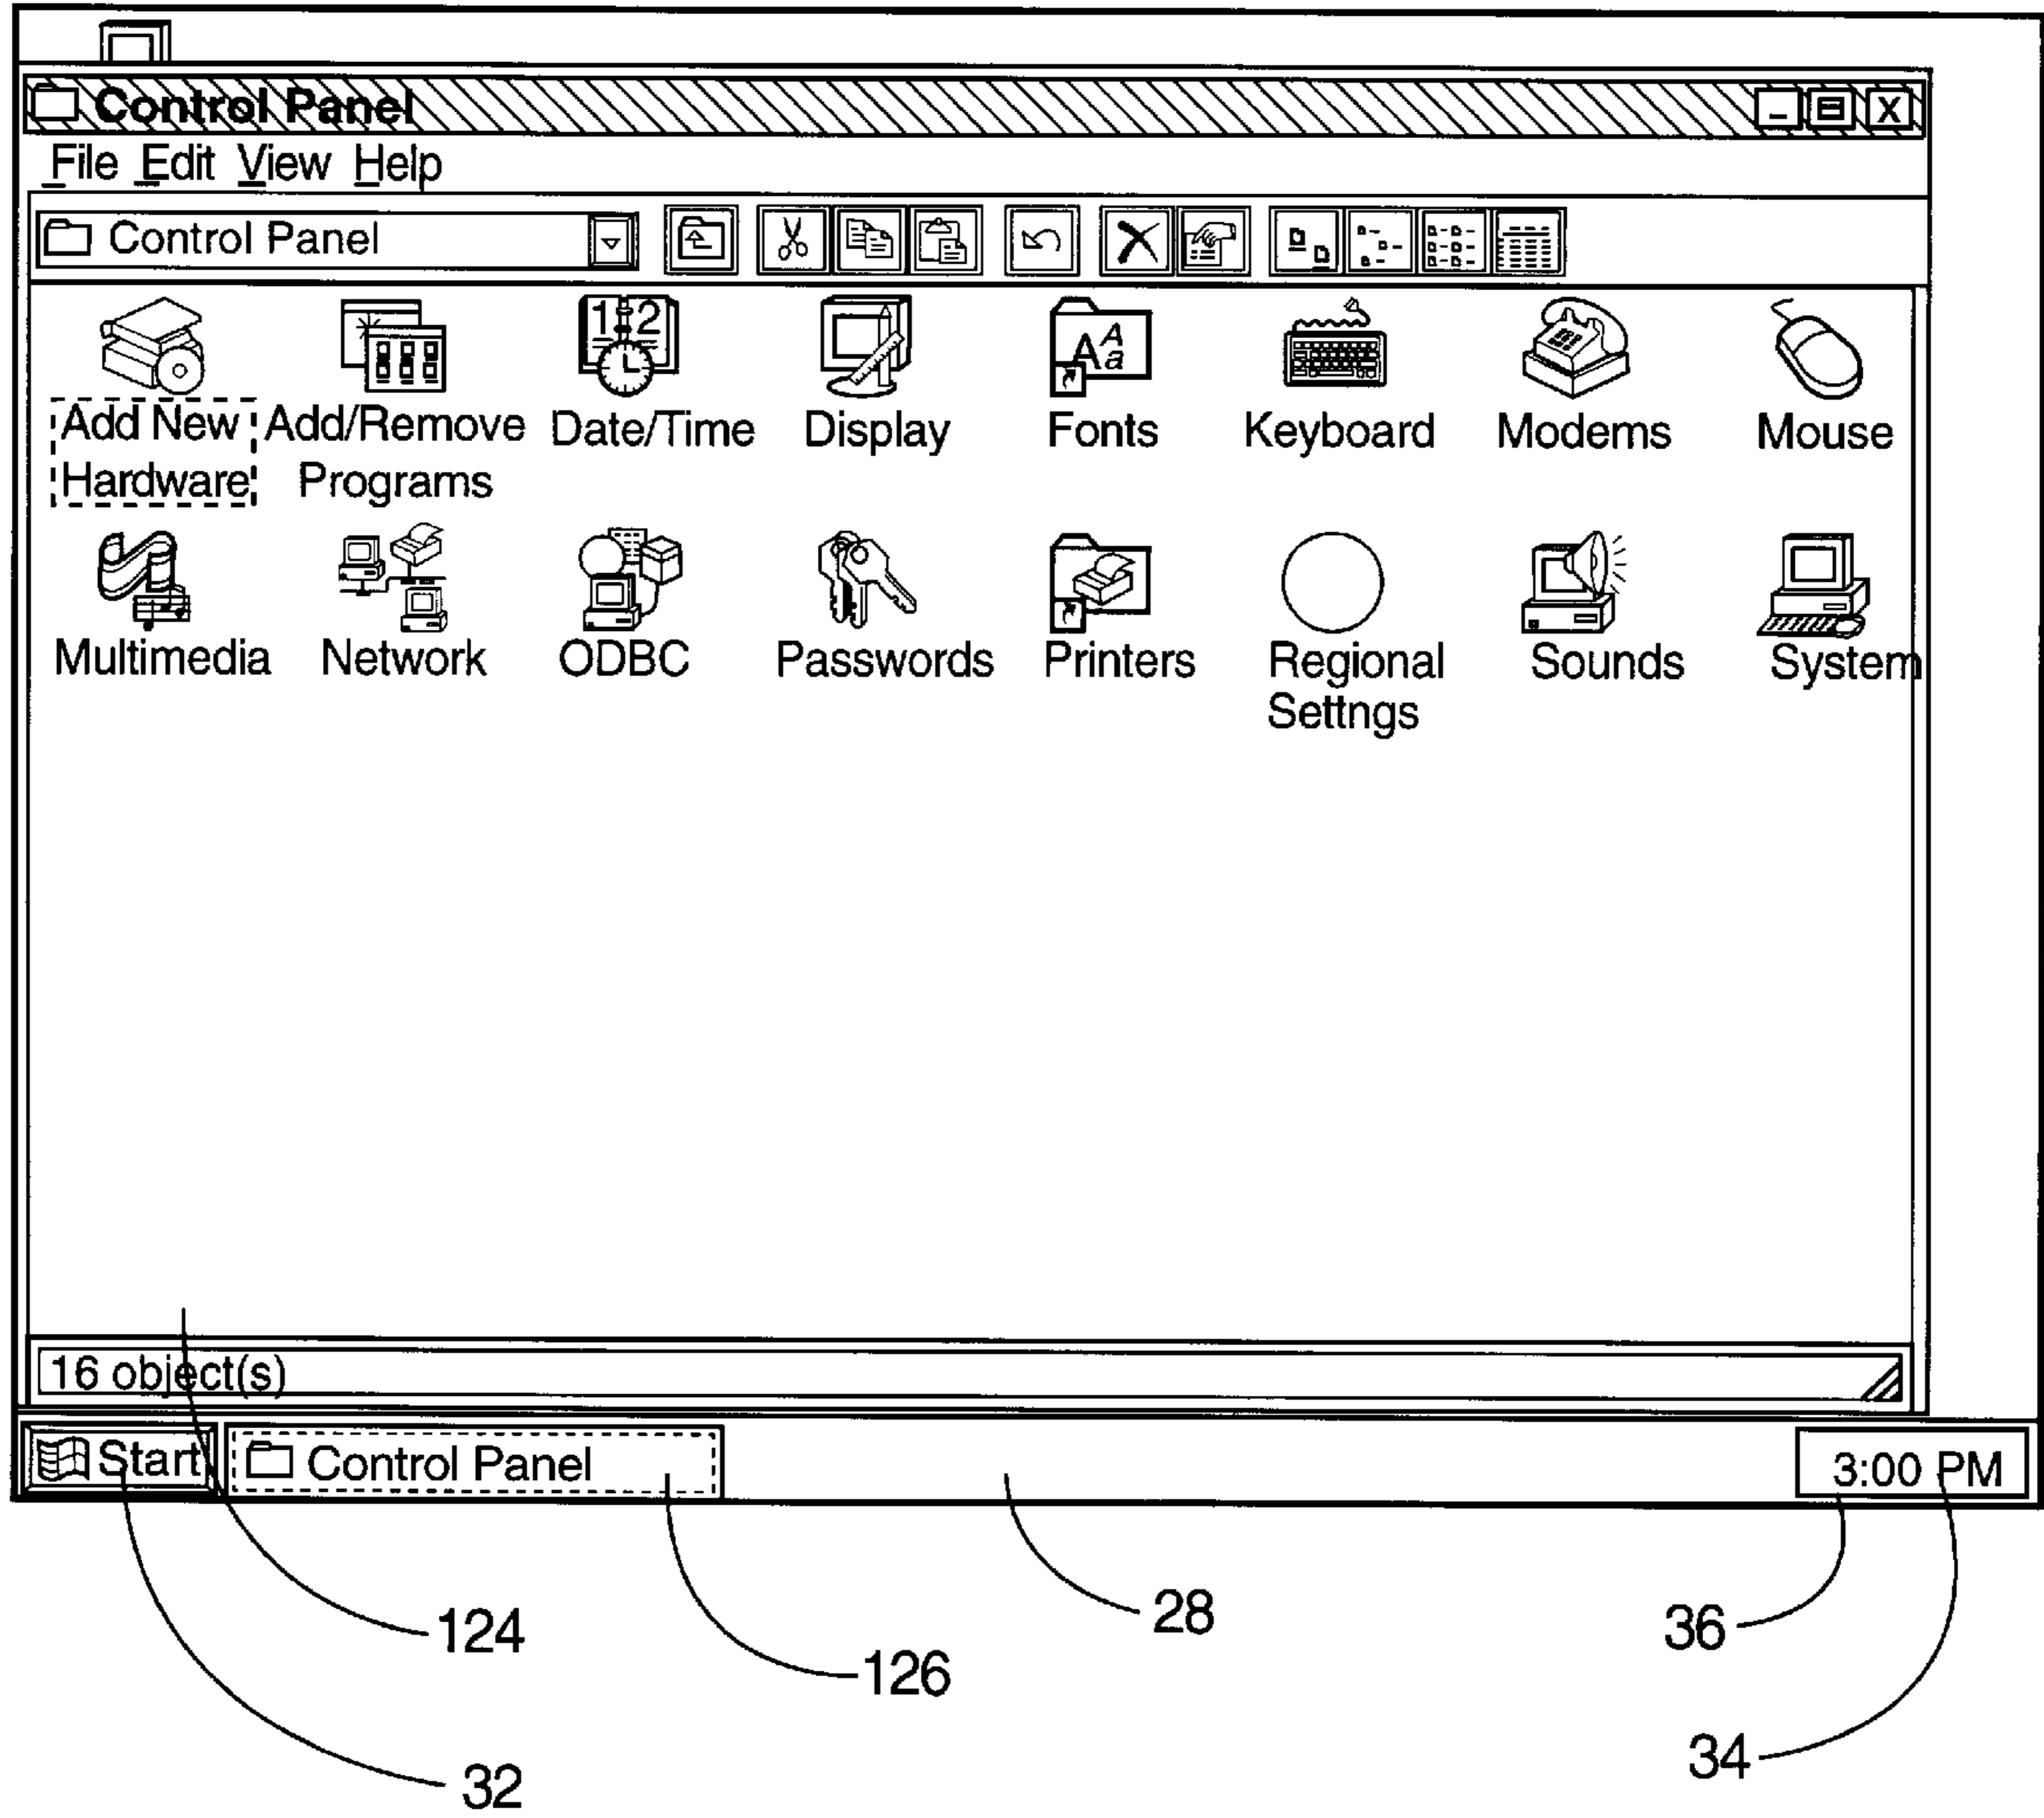 Control Panel
File Edit View Help
Control Panel
1 2
A A a
Add New Add/Remove Date/Time Display Fonts Keyboard Modems Mouse
Hardware Programs
Multimedia Network ODBC Passwords Printers Regional Sounds System
Settngs
16 object(s)
Start Control Panel 3:00 PM
124 28 36
126
32 34